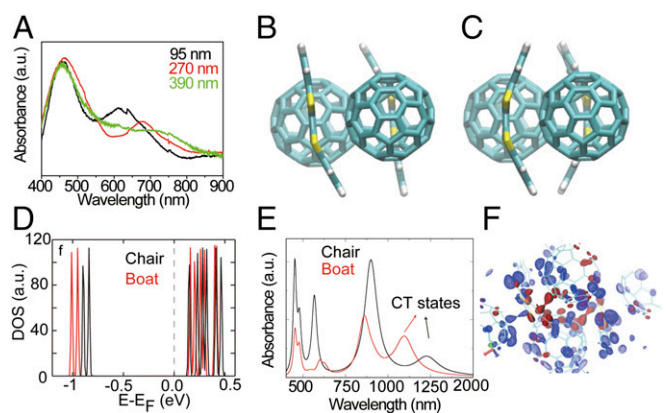 A
95 nm
270 nm
390 nm
Absorbance (a.u.)
400 500 600 700 800 900
Wavelength (nm)
B
C
D
f
Chair
Boat
DOS (a.u.)
120
80
40
0
-1 -0.5 0.0 0.5
E-EF (eV)
E
Chair
Boat
CT states
Absorbance (a.u.)
500 750 1000 1250 1500 2000
Wavelength (nm)
F